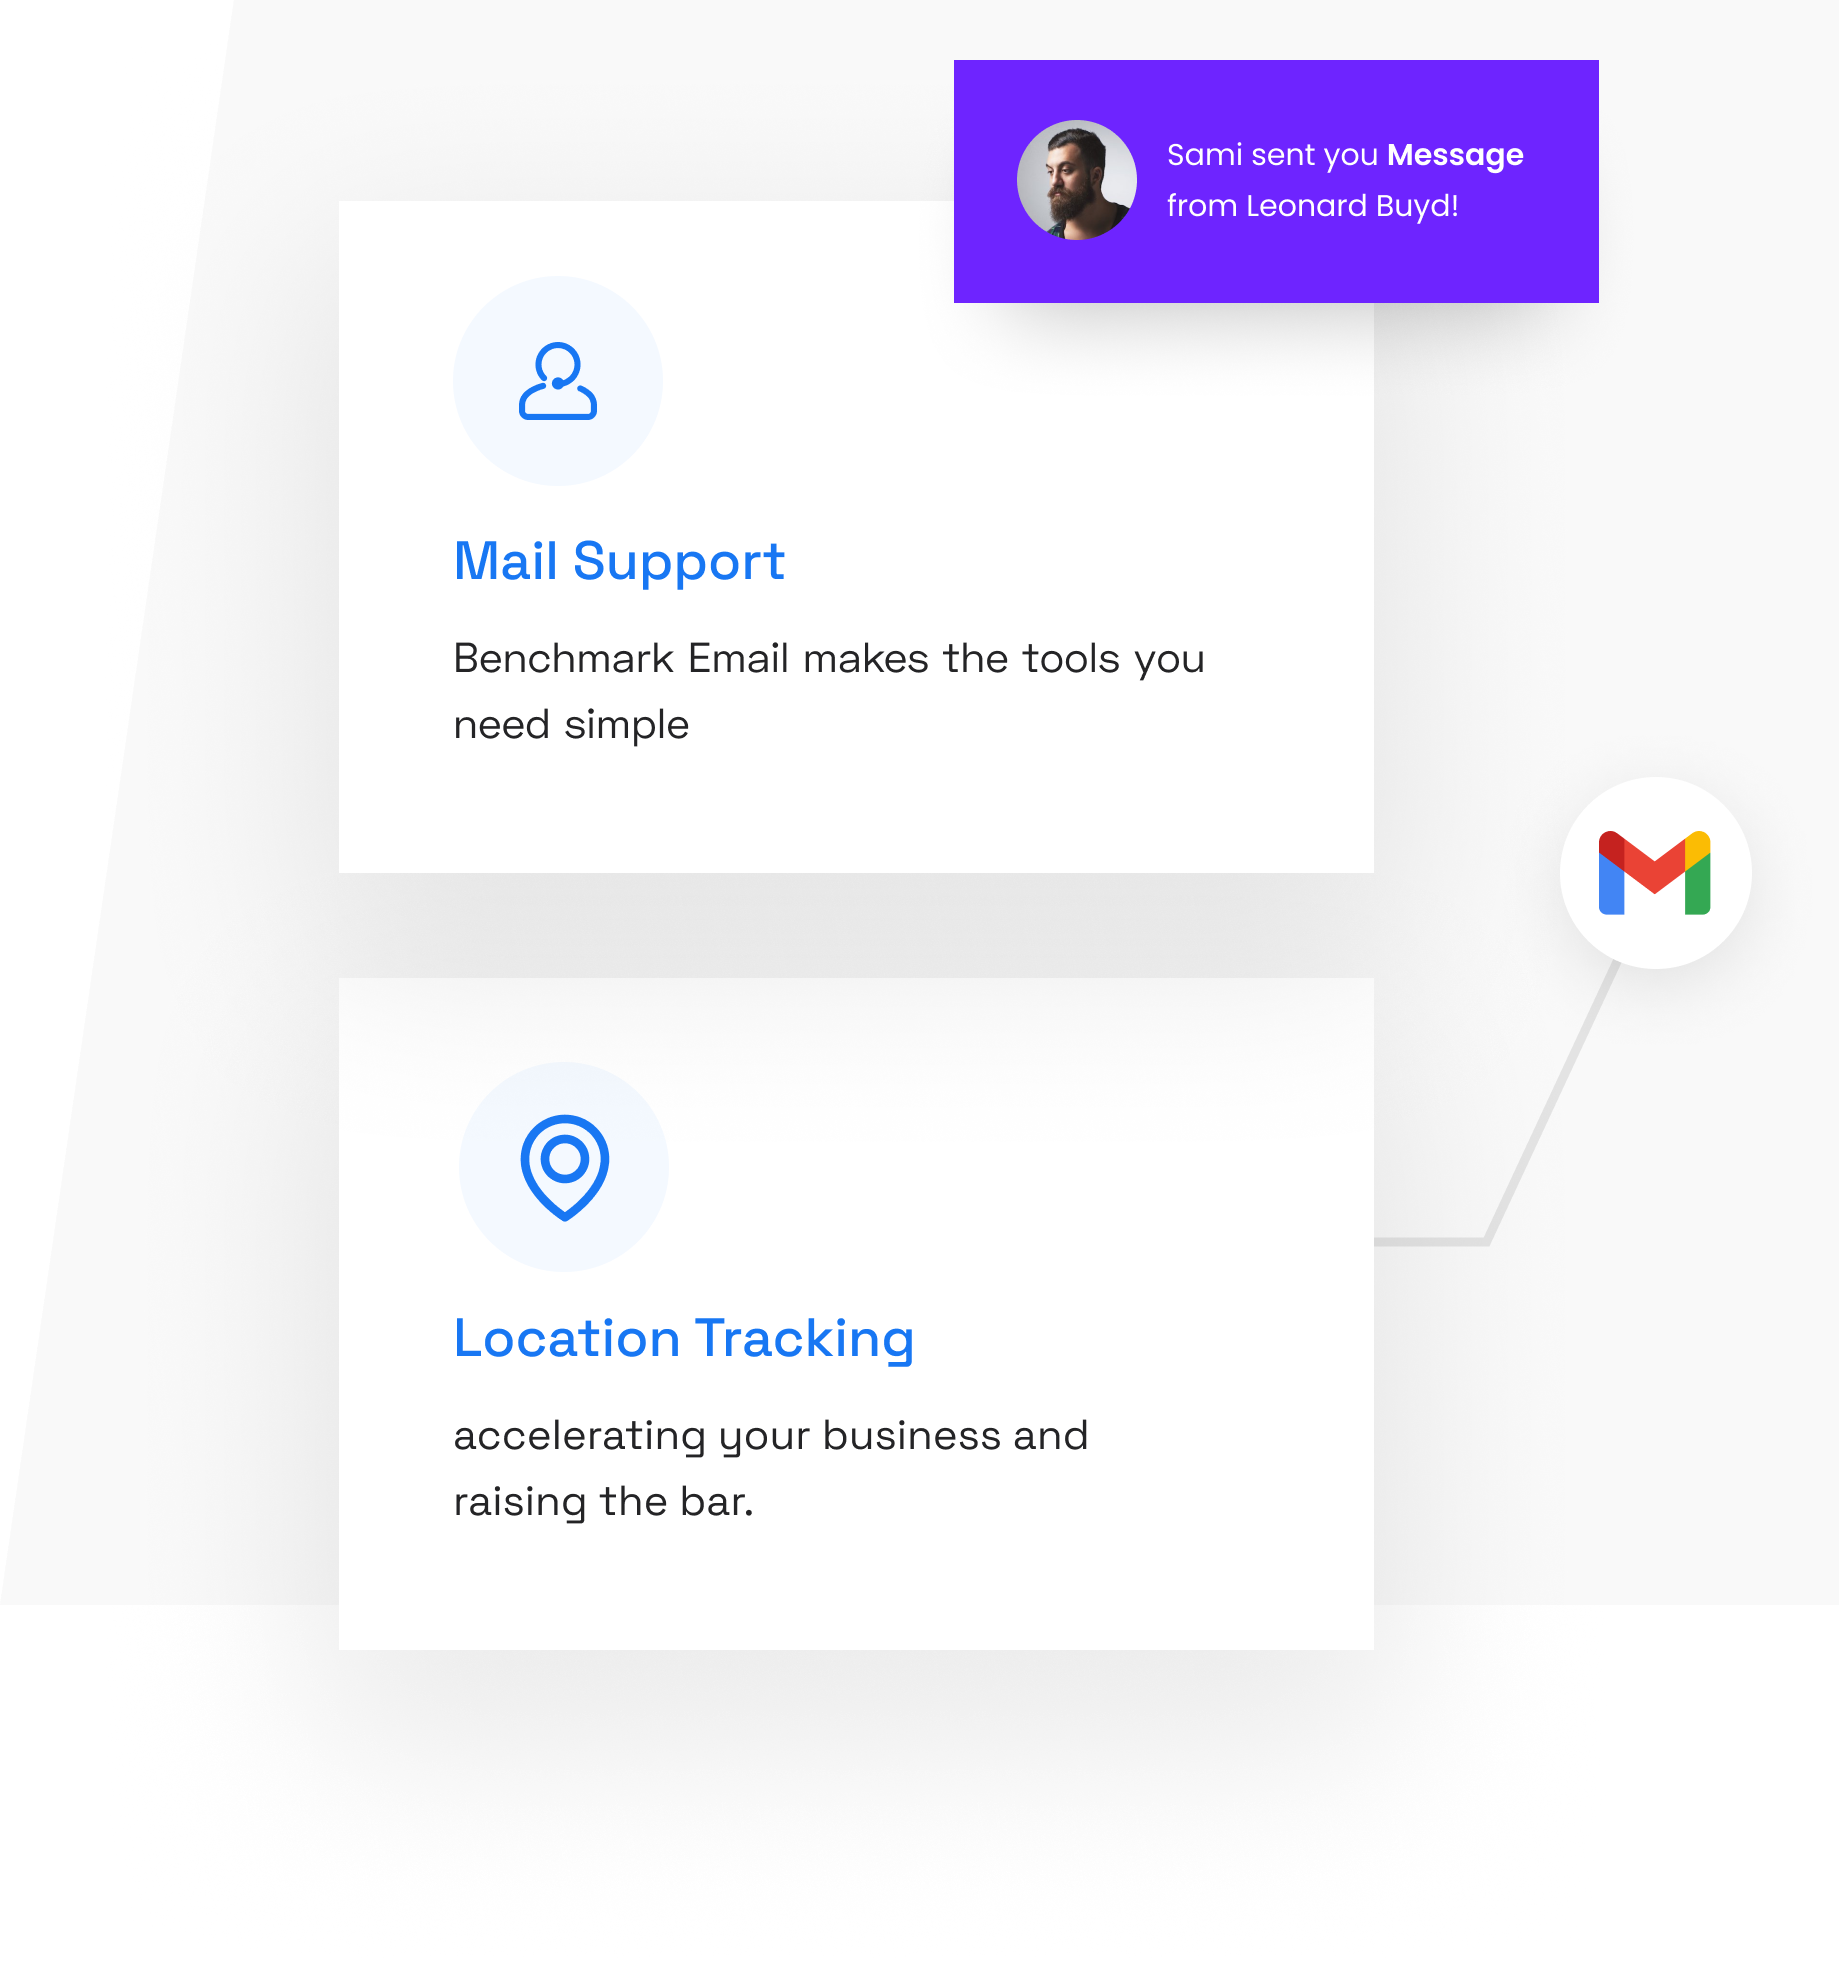 Sami sent you Message
from Leonard Buyd!
Mail Support
Benchmark Email makes the tools you
need simple
Location Tracking
accelerating your business and
raising the bar.